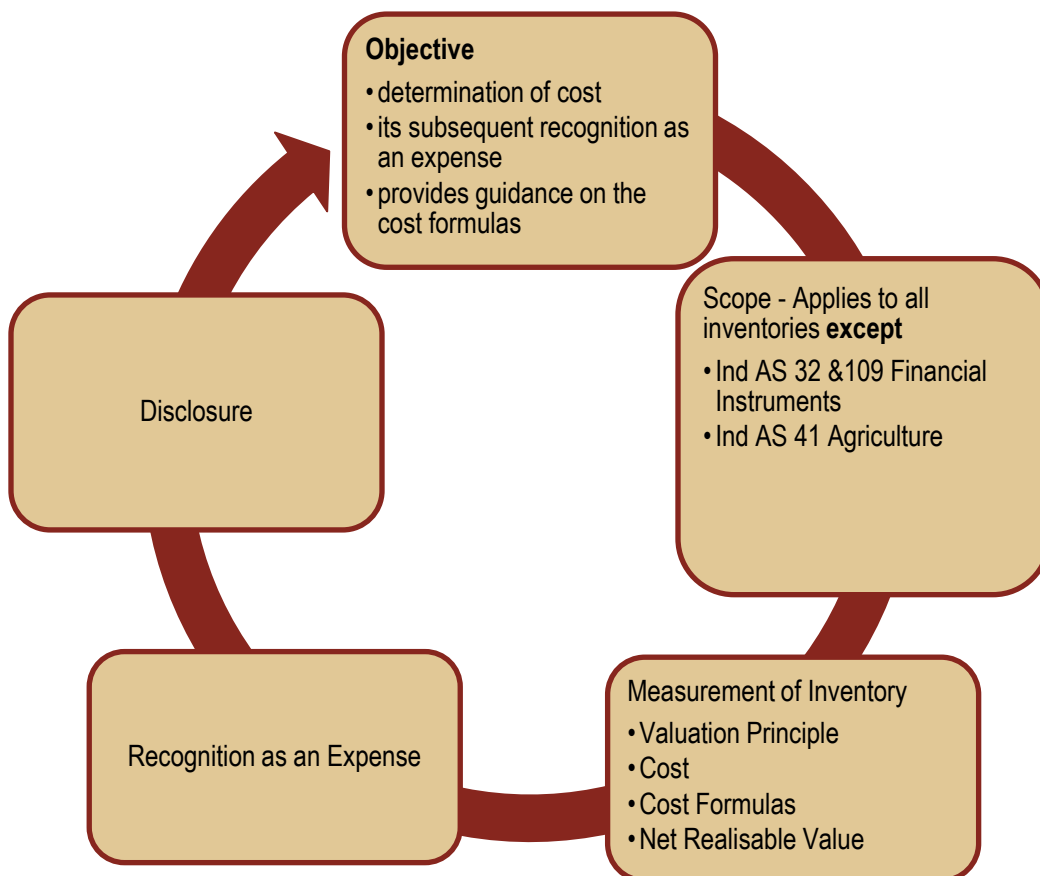 Objective
• determination of cost
• its subsequent recognition as
an expense
• provides guidance on the
cost formulas
Scope - Applies to all
inventories except
• Ind AS 32 &109 Financial
Instruments
• Ind AS 41 Agriculture
Measurement of Inventory
• Valuation Principle
• Cost
• Cost Formulas
• Net Realisable Value
Recognition as an Expense
Disclosure